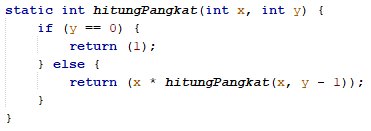 static int hitungPangkat(int x, int y) {
if (y == 0) {
return (1);
} else {
return (x * hitungPangkat(x, y - 1));
}
}